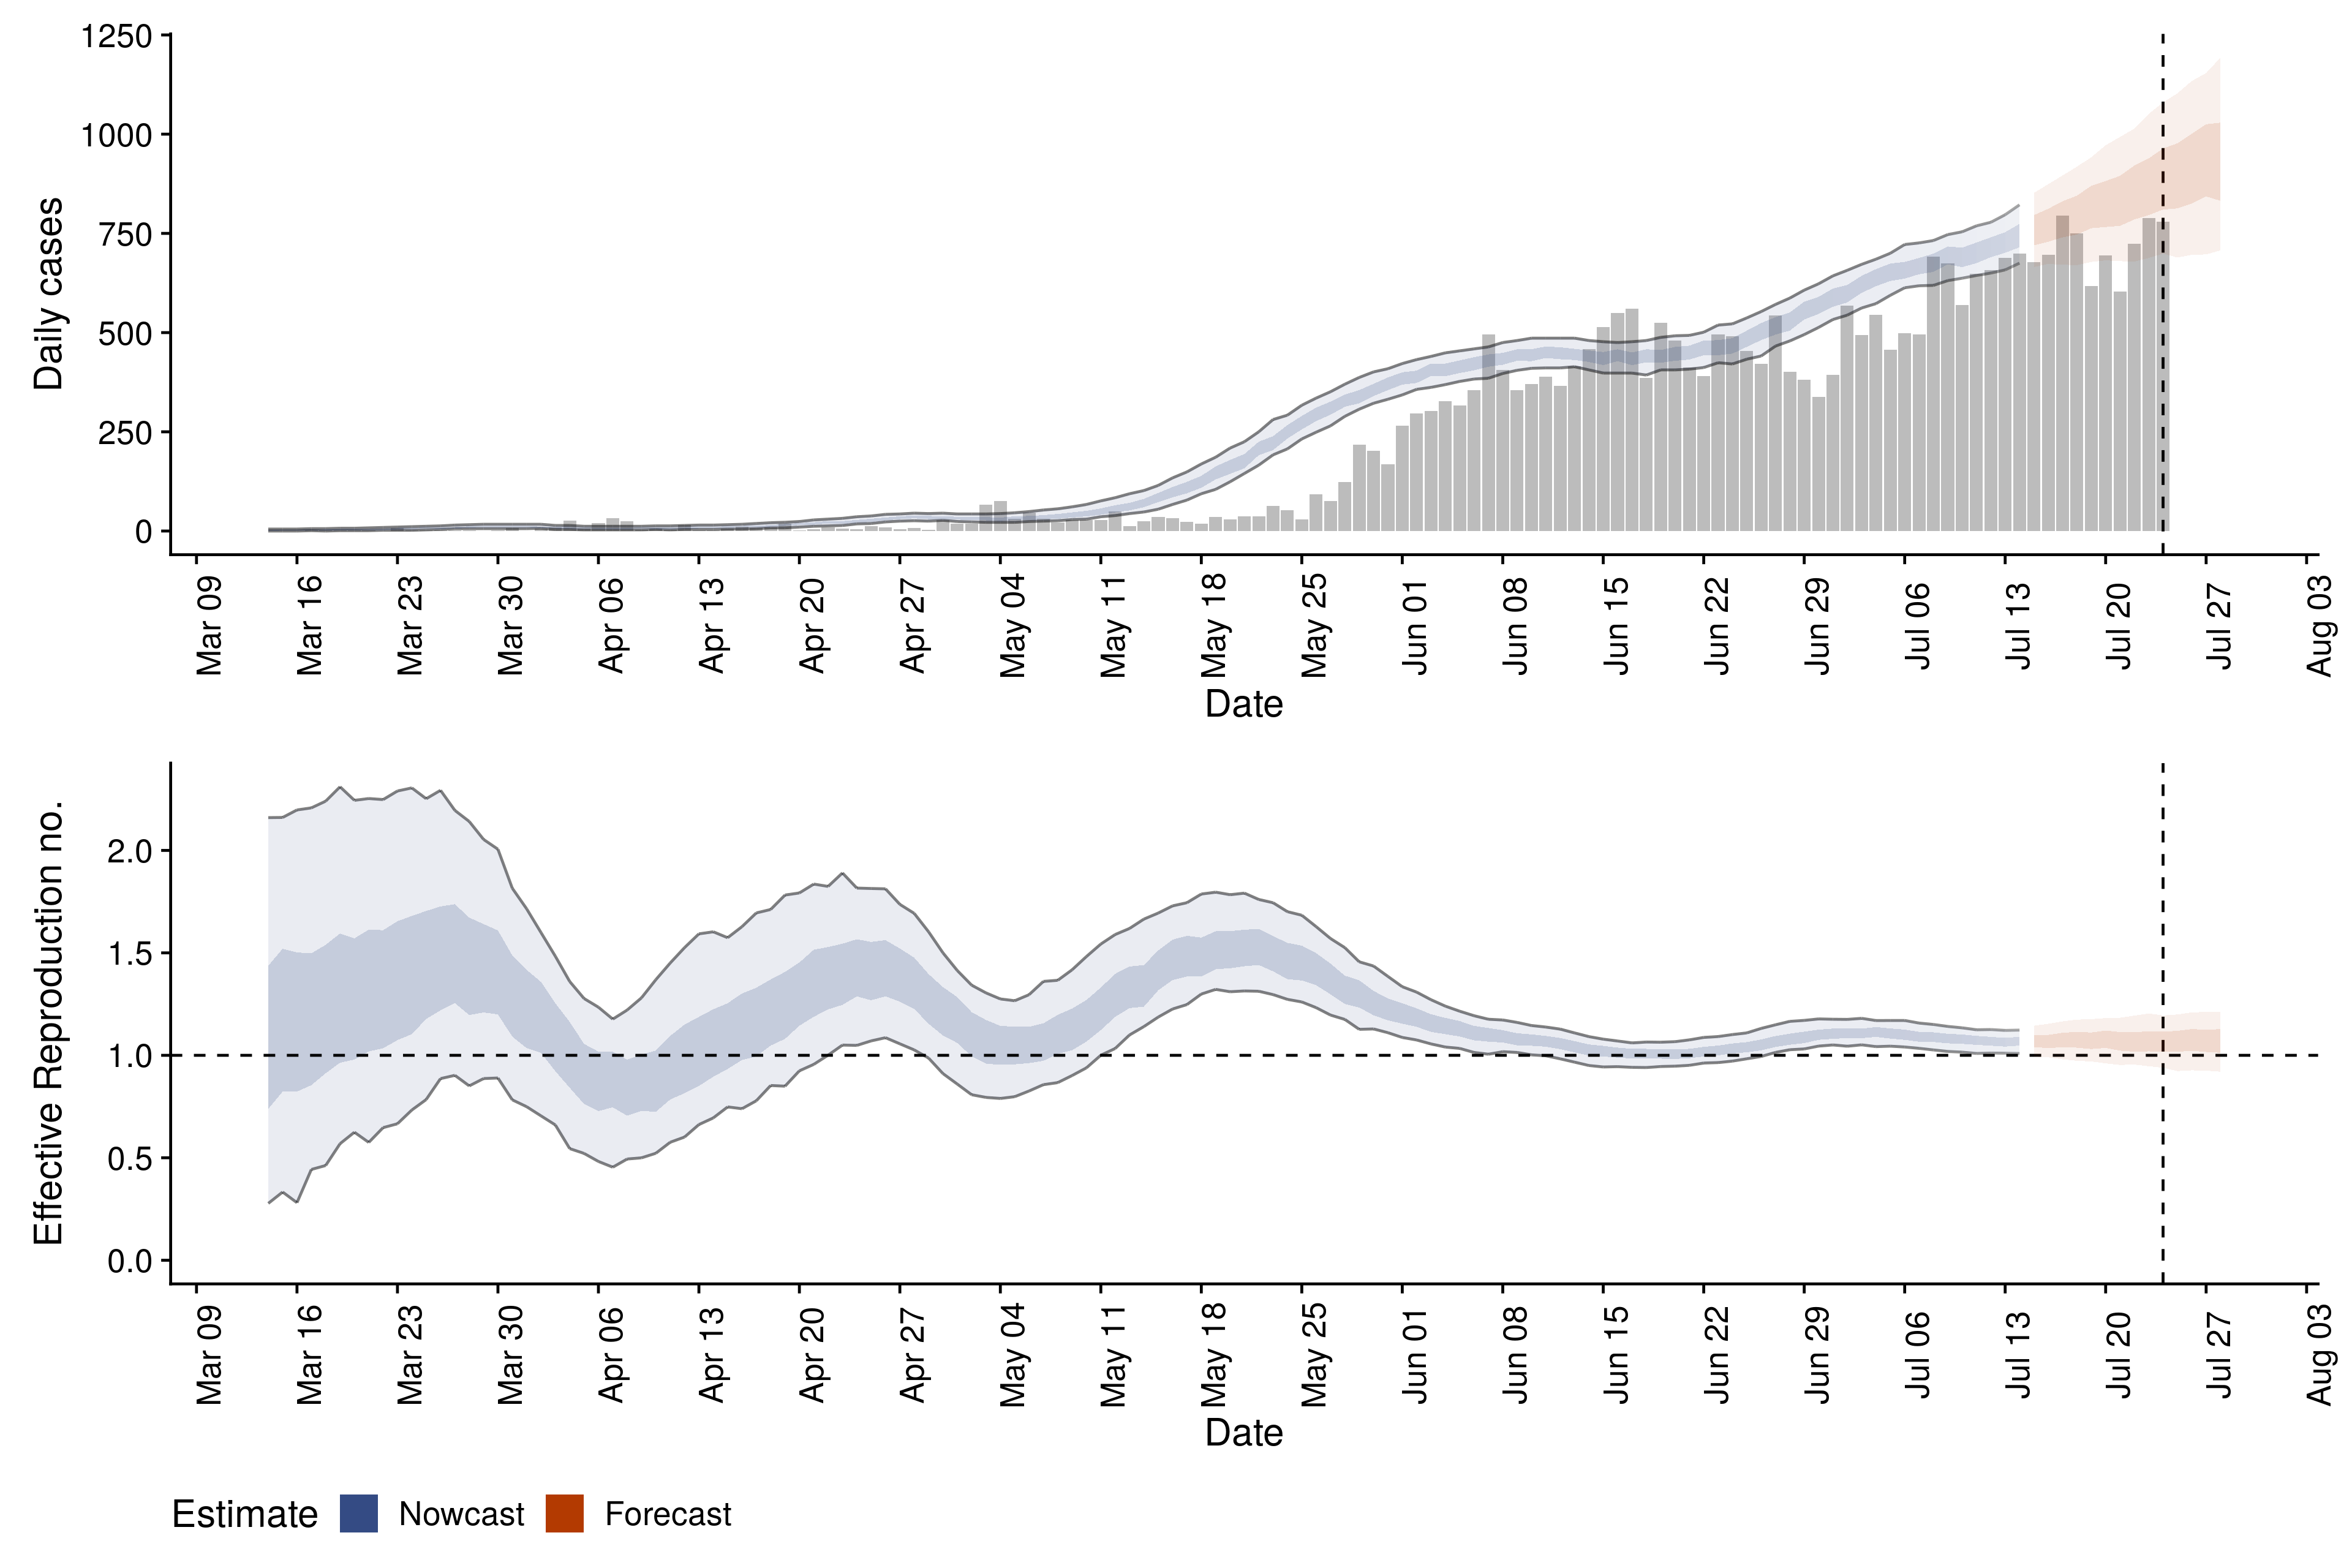 1250
1000
750
500
250
0
Daily cases
Mar 09
Mar 16
Mar 23
Mar 30
Apr 06
Apr 13
Apr 20
Apr 27
May 04
May 11
May 18
May 25
Jun 01
Jun 08
Jun 15
Jun 22
Jun 29
Jul 06
Jul 13
Jul 20
Jul 27
Aug 03
Date
2.0
1.5
1.0
0.5
0.0
Effective Reproduction no.
Mar 09
Mar 16
Mar 23
Mar 30
Apr 06
Apr 13
Apr 20
Apr 27
May 04
May 11
May 18
May 25
Jun 01
Jun 08
Jun 15
Jun 22
Jun 29
Jul 06
Jul 13
Jul 20
Jul 27
Aug 03
Date
Estimate Nowcast Forecast